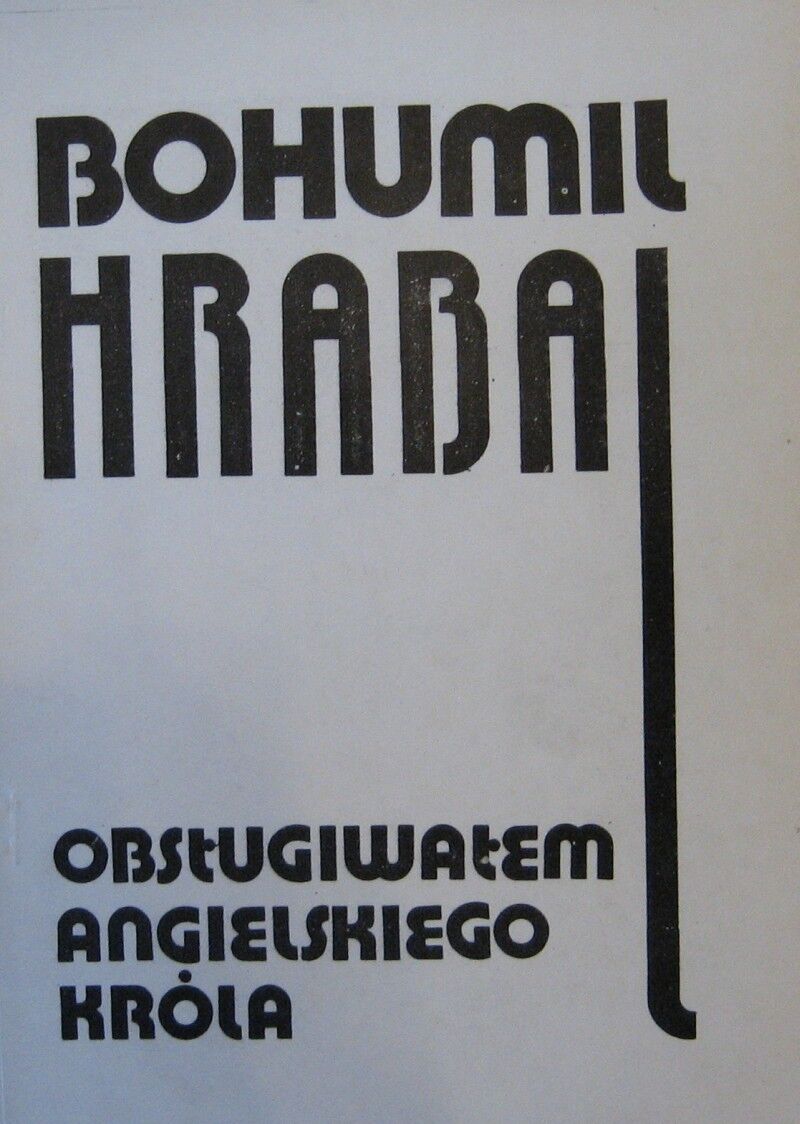 BOHUMIL
HRABAL
OBSŁUGIWAŁEM
ANGIELSKIEGO
KRÓLA